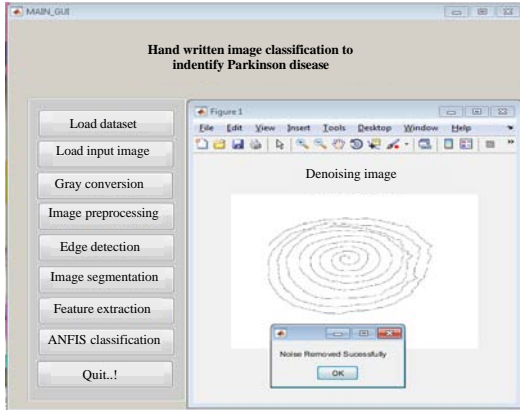 MAIN_GUI
Hand written image classification to
indentify Parkinson disease
Load dataset
Load input image
Gray conversion
Image preprocessing
Edge detection
Image segmentation
Feature extraction
ANFIS classification
Quit..!
Figure 1
File Edit View Insert Tools Desktop Window Help
Denoising image
Noise Removed Sucessfully
OK